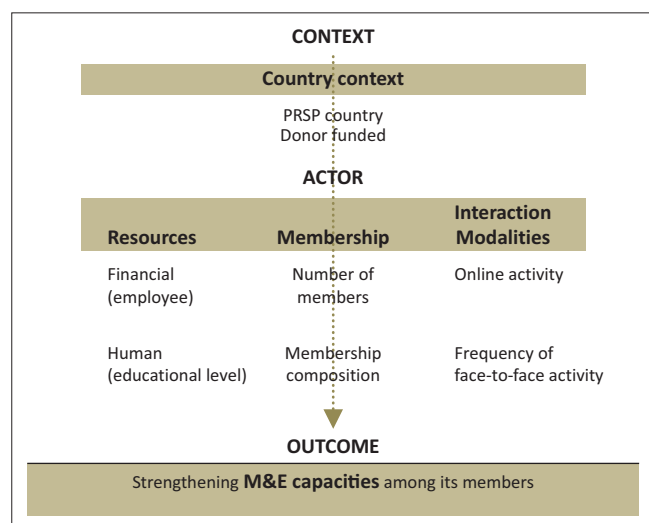 CONTEXT
Country context
PRSP country
Donor funded
ACTOR
Resources
Membership
Interaction
Modalities
Financial
(employee)
Number of
members
Online activity
Human
(educational level)
Membership
composition
Frequency of
face-to-face activity
OUTCOME
Strengthening M&E capacities among its members